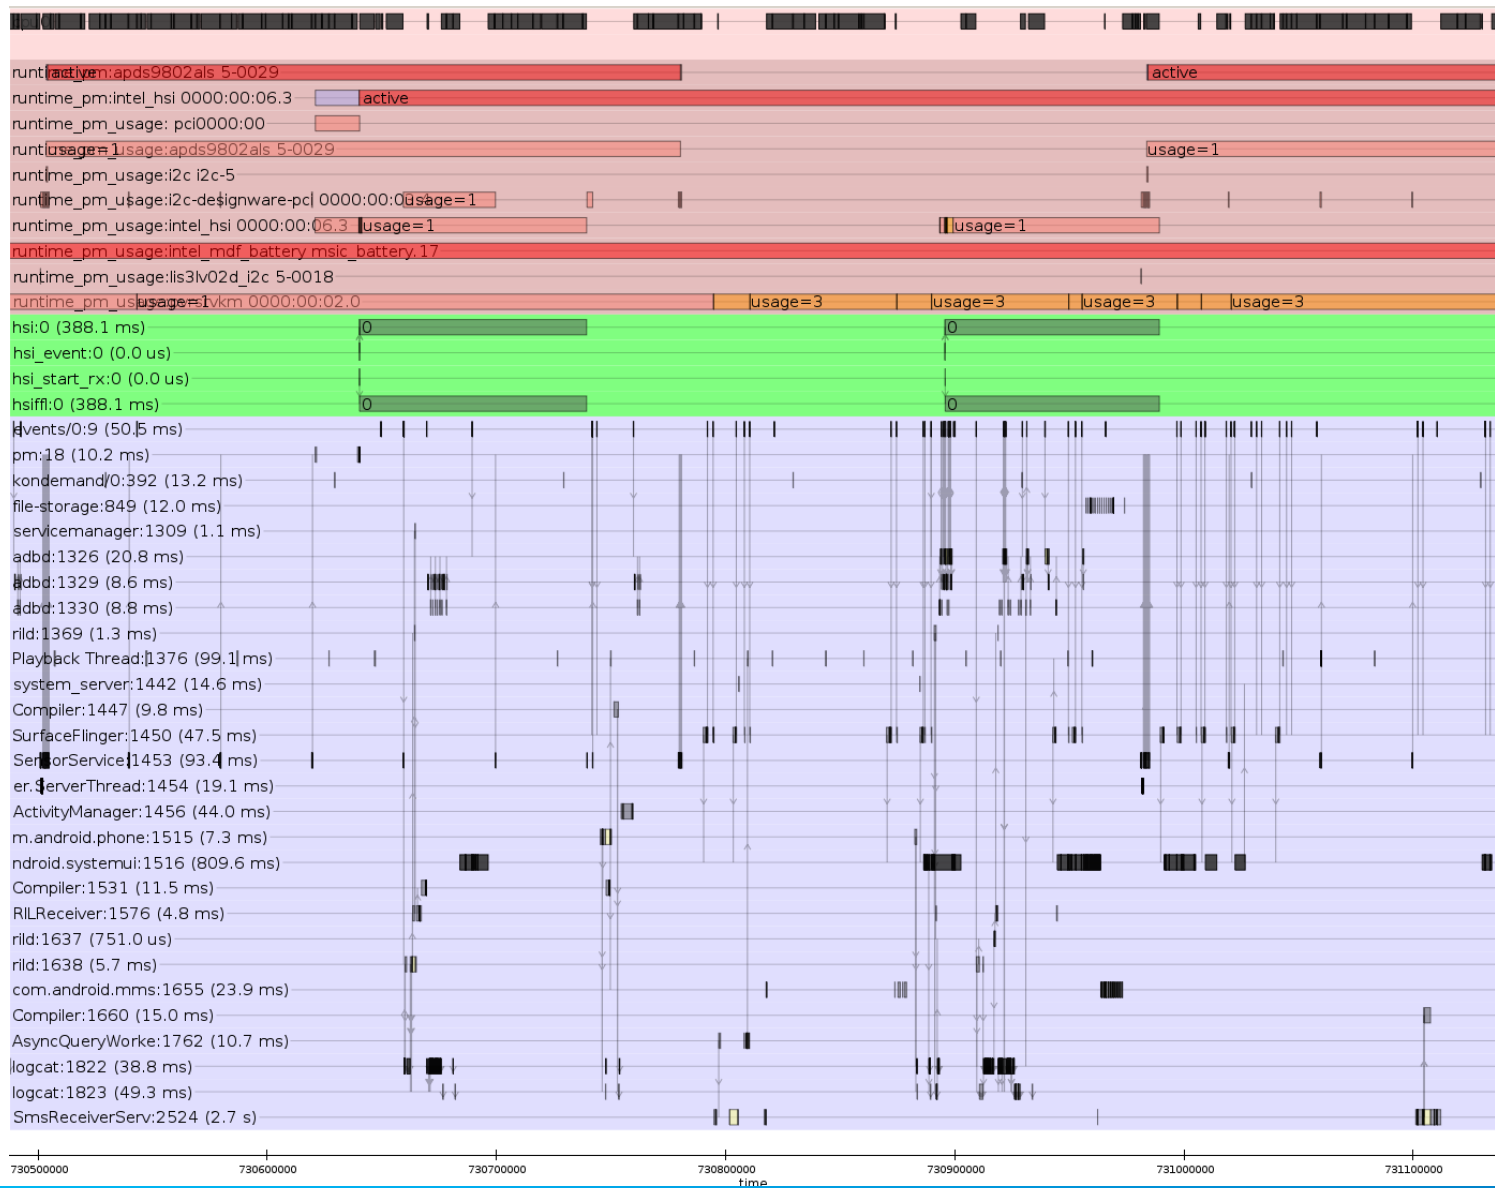 cpu0
runtime_pm:apds9802als 5-0029 active active
runtime_pm:intel_hsi 0000:00:06.3 active
runtime_pm_usage: pci0000:00
runtime_pm_usage:apds9802als 5-0029 usage=1 usage=1
runtime_pm_usage:i2c i2c-5
runtime_pm_usage:i2c-designware-pci 0000:00:0 usage=1
runtime_pm_usage:intel_hsi 0000:00:06.3 usage=1 usage=1
runtime_pm_usage:intel_mdf_battery msic_battery.17
runtime_pm_usage:lis3lv02d_i2c 5-0018
runtime_pm_usage: 0000:00:02.0 usage=1 usage=3 usage=3 usage=3 usage=3
hsi:0 (388.1 ms) 0 0
hsi_event:0 (0.0 us)
hsi_start_rx:0 (0.0 us)
hsiffl:0 (388.1 ms) 0 0
events/0:9 (50.5 ms)
pm:18 (10.2 ms)
kondemand/0:392 (13.2 ms)
file-storage:849 (12.0 ms)
servicemanager:1309 (1.1 ms)
adbd:1326 (20.8 ms)
adbd:1329 (8.6 ms)
adbd:1330 (8.8 ms)
rild:1369 (1.3 ms)
Playback Thread:1376 (99.1 ms)
system_server:1442 (14.6 ms)
Compiler:1447 (9.8 ms)
SurfaceFlinger:1450 (47.5 ms)
SensorService:1453 (93.4 ms)
er.ServerThread:1454 (19.1 ms)
ActivityManager:1456 (44.0 ms)
m.android.phone:1515 (7.3 ms)
ndroid.systemui:1516 (809.6 ms)
Compiler:1531 (11.5 ms)
RILReceiver:1576 (4.8 ms)
rild:1637 (751.0 us)
rild:1638 (5.7 ms)
com.android.mms:1655 (23.9 ms)
Compiler:1660 (15.0 ms)
AsyncQueryWorke:1762 (10.7 ms)
logcat:1822 (38.8 ms)
logcat:1823 (49.3 ms)
SmsReceiverServ:2524 (2.7 s)
730500000 730600000 730700000 730800000 730900000 731000000 731100000
time